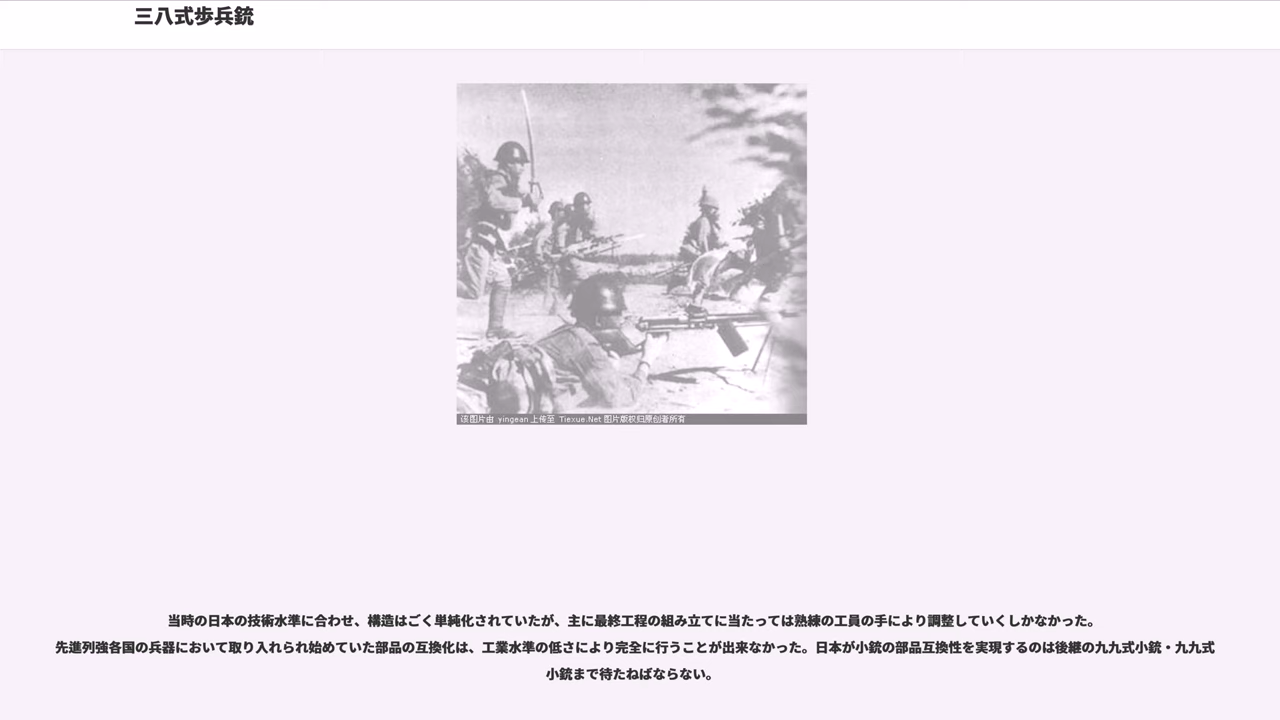 三八式歩兵銃
该图片由 yingean 上传至 Tiexue.Net 图片版权归原创者所有
当時の日本の技術水準に合わせ、構造はごく単純化されていたが、主に最終工程の組み立てに当たっては熟練の工員の手により調整していくしかなかった。
先進列強各国の兵器において取り入れられ始めていた部品の互換化は、工業水準の低さにより完全に行うことが出来なかった。日本が小銃の部品互換性を実現するのは後継の九九式小銃・九九式
小銃まで待たねばならない。